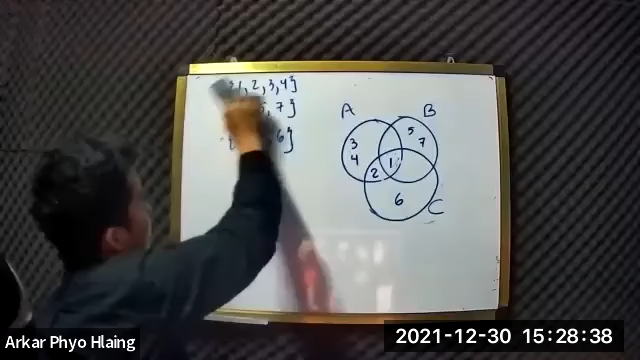 1, 2, 3, 4}
5, 7}
{ 6}
A B
5
3 7
4 1
2
6
C
Arkar Phyo Hlaing
2021-12-30 15:28:38